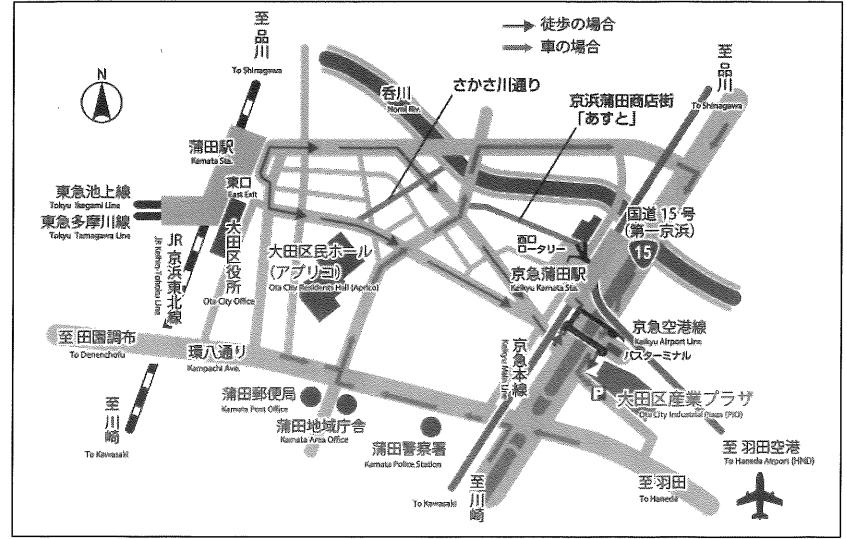 徒歩の場合
車の場合
N
至 品川
To Shinagawa
至 品川
To Shinagawa
呑川
Nomi Riv.
さかさ川通り
京浜蒲田商店街
「あすと」
蒲田駅
Kamata Sta.
東口
East Exit
東急池上線
Tokyu Ikegami Line
東急多摩川線
Tokyu Tamagawa Line
JR 京浜東北線
JR Keihin-Tohoku Line
大田区役所
Ota City Office
大田区民ホール
（アプリコ）
Ota City Residents Hall (Aprico)
国道 15 号
（第一京浜）
15
西口
ロータリー
京急蒲田駅
Keikyu Kamata Sta.
京急空港線
Keikyu Airport Line
バスターミナル
京急本線
Keikyu Main Line
至 田園調布
To Denenchofu
環八通り
Kampachi Ave.
蒲田郵便局
Kamata Post Office
蒲田地域庁舎
Kamata Area Office
蒲田警察署
Kamata Police Station
P
大田区産業プラザ
Ota City Industrial Plaza (PiO)
至 川崎
To Kawasaki
至 川崎
To Kawasaki
至 羽田
To Haneda
至 羽田空港
To Haneda Airport (HND)